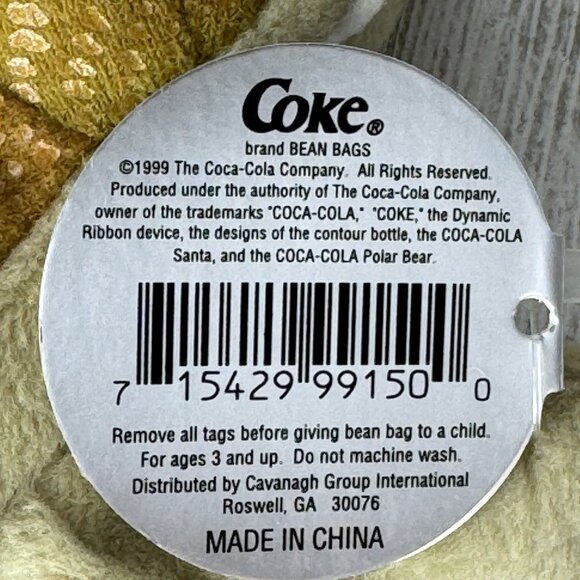 Coke®
brand BEAN BAGS
©1999 The Coca-Cola Company. All Rights Reserved.
Produced under the authority of The Coca-Cola Company,
owner of the trademarks "COCA-COLA," "COKE," the Dynamic
Ribbon device, the designs of the contour bottle, the COCA-COLA
Santa, and the COCA-COLA Polar Bear.
7 15429 99150 0
Remove all tags before giving bean bag to a child.
For ages 3 and up. Do not machine wash.
Distributed by Cavanagh Group International
Roswell, GA 30076
MADE IN CHINA